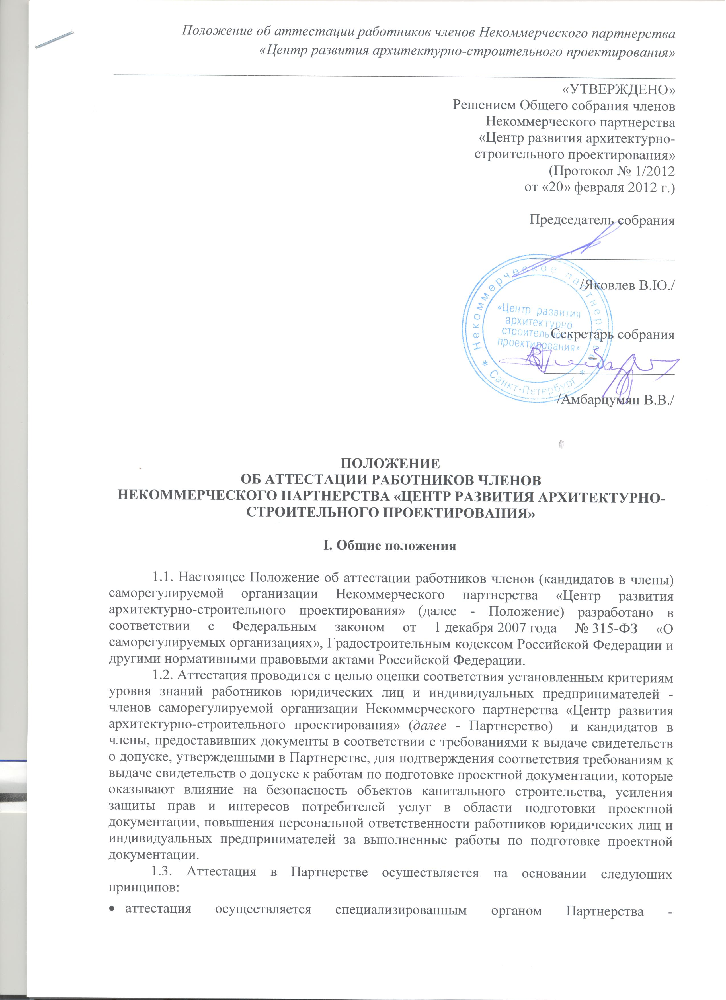 Положение об аттестации работников членов Некоммерческого партнерства
«Центр развития архитектурно-строительного проектирования»
«УТВЕРЖДЕНО»
Решением Общего собрания членов
Некоммерческого партнерства
«Центр развития архитектурно-
строительного проектирования»
(Протокол № 1/2012
от «20» февраля 2012 г.)
Председатель собрания
/Яковлев В.Ю./
Некоммерческое партнерство
«Центр развития
архитектурно
строительного
проектирования»
* Санкт-Петербург *
Секретарь собрания
/Амбарцумян В.В./
ПОЛОЖЕНИЕ
ОБ АТТЕСТАЦИИ РАБОТНИКОВ ЧЛЕНОВ
НЕКОММЕРЧЕСКОГО ПАРТНЕРСТВА «ЦЕНТР РАЗВИТИЯ АРХИТЕКТУРНО-
СТРОИТЕЛЬНОГО ПРОЕКТИРОВАНИЯ»
I. Общие положения
1.1. Настоящее Положение об аттестации работников членов (кандидатов в члены)
саморегулируемой организации Некоммерческого партнерства «Центр развития
архитектурно-строительного проектирования» (далее - Положение) разработано в
соответствии с Федеральным законом от 1 декабря 2007 года № 315-ФЗ «О
саморегулируемых организациях», Градостроительным кодексом Российской Федерации и
другими нормативными правовыми актами Российской Федерации.
1.2. Аттестация проводится с целью оценки соответствия установленным критериям
уровня знаний работников юридических лиц и индивидуальных предпринимателей -
членов саморегулируемой организации Некоммерческого партнерства «Центр развития
архитектурно-строительного проектирования» (далее - Партнерство) и кандидатов в
члены, предоставивших документы в соответствии с требованиями к выдаче свидетельств
о допуске, утвержденными в Партнерстве, для подтверждения соответствия требованиям к
выдаче свидетельств о допуске к работам по подготовке проектной документации, которые
оказывают влияние на безопасность объектов капитального строительства, усиления
защиты прав и интересов потребителей услуг в области подготовки проектной
документации, повышения персональной ответственности работников юридических лиц и
индивидуальных предпринимателей за выполненные работы по подготовке проектной
документации.
1.3. Аттестация в Партнерстве осуществляется на основании следующих
принципов:
• аттестация осуществляется специализированным органом Партнерства -